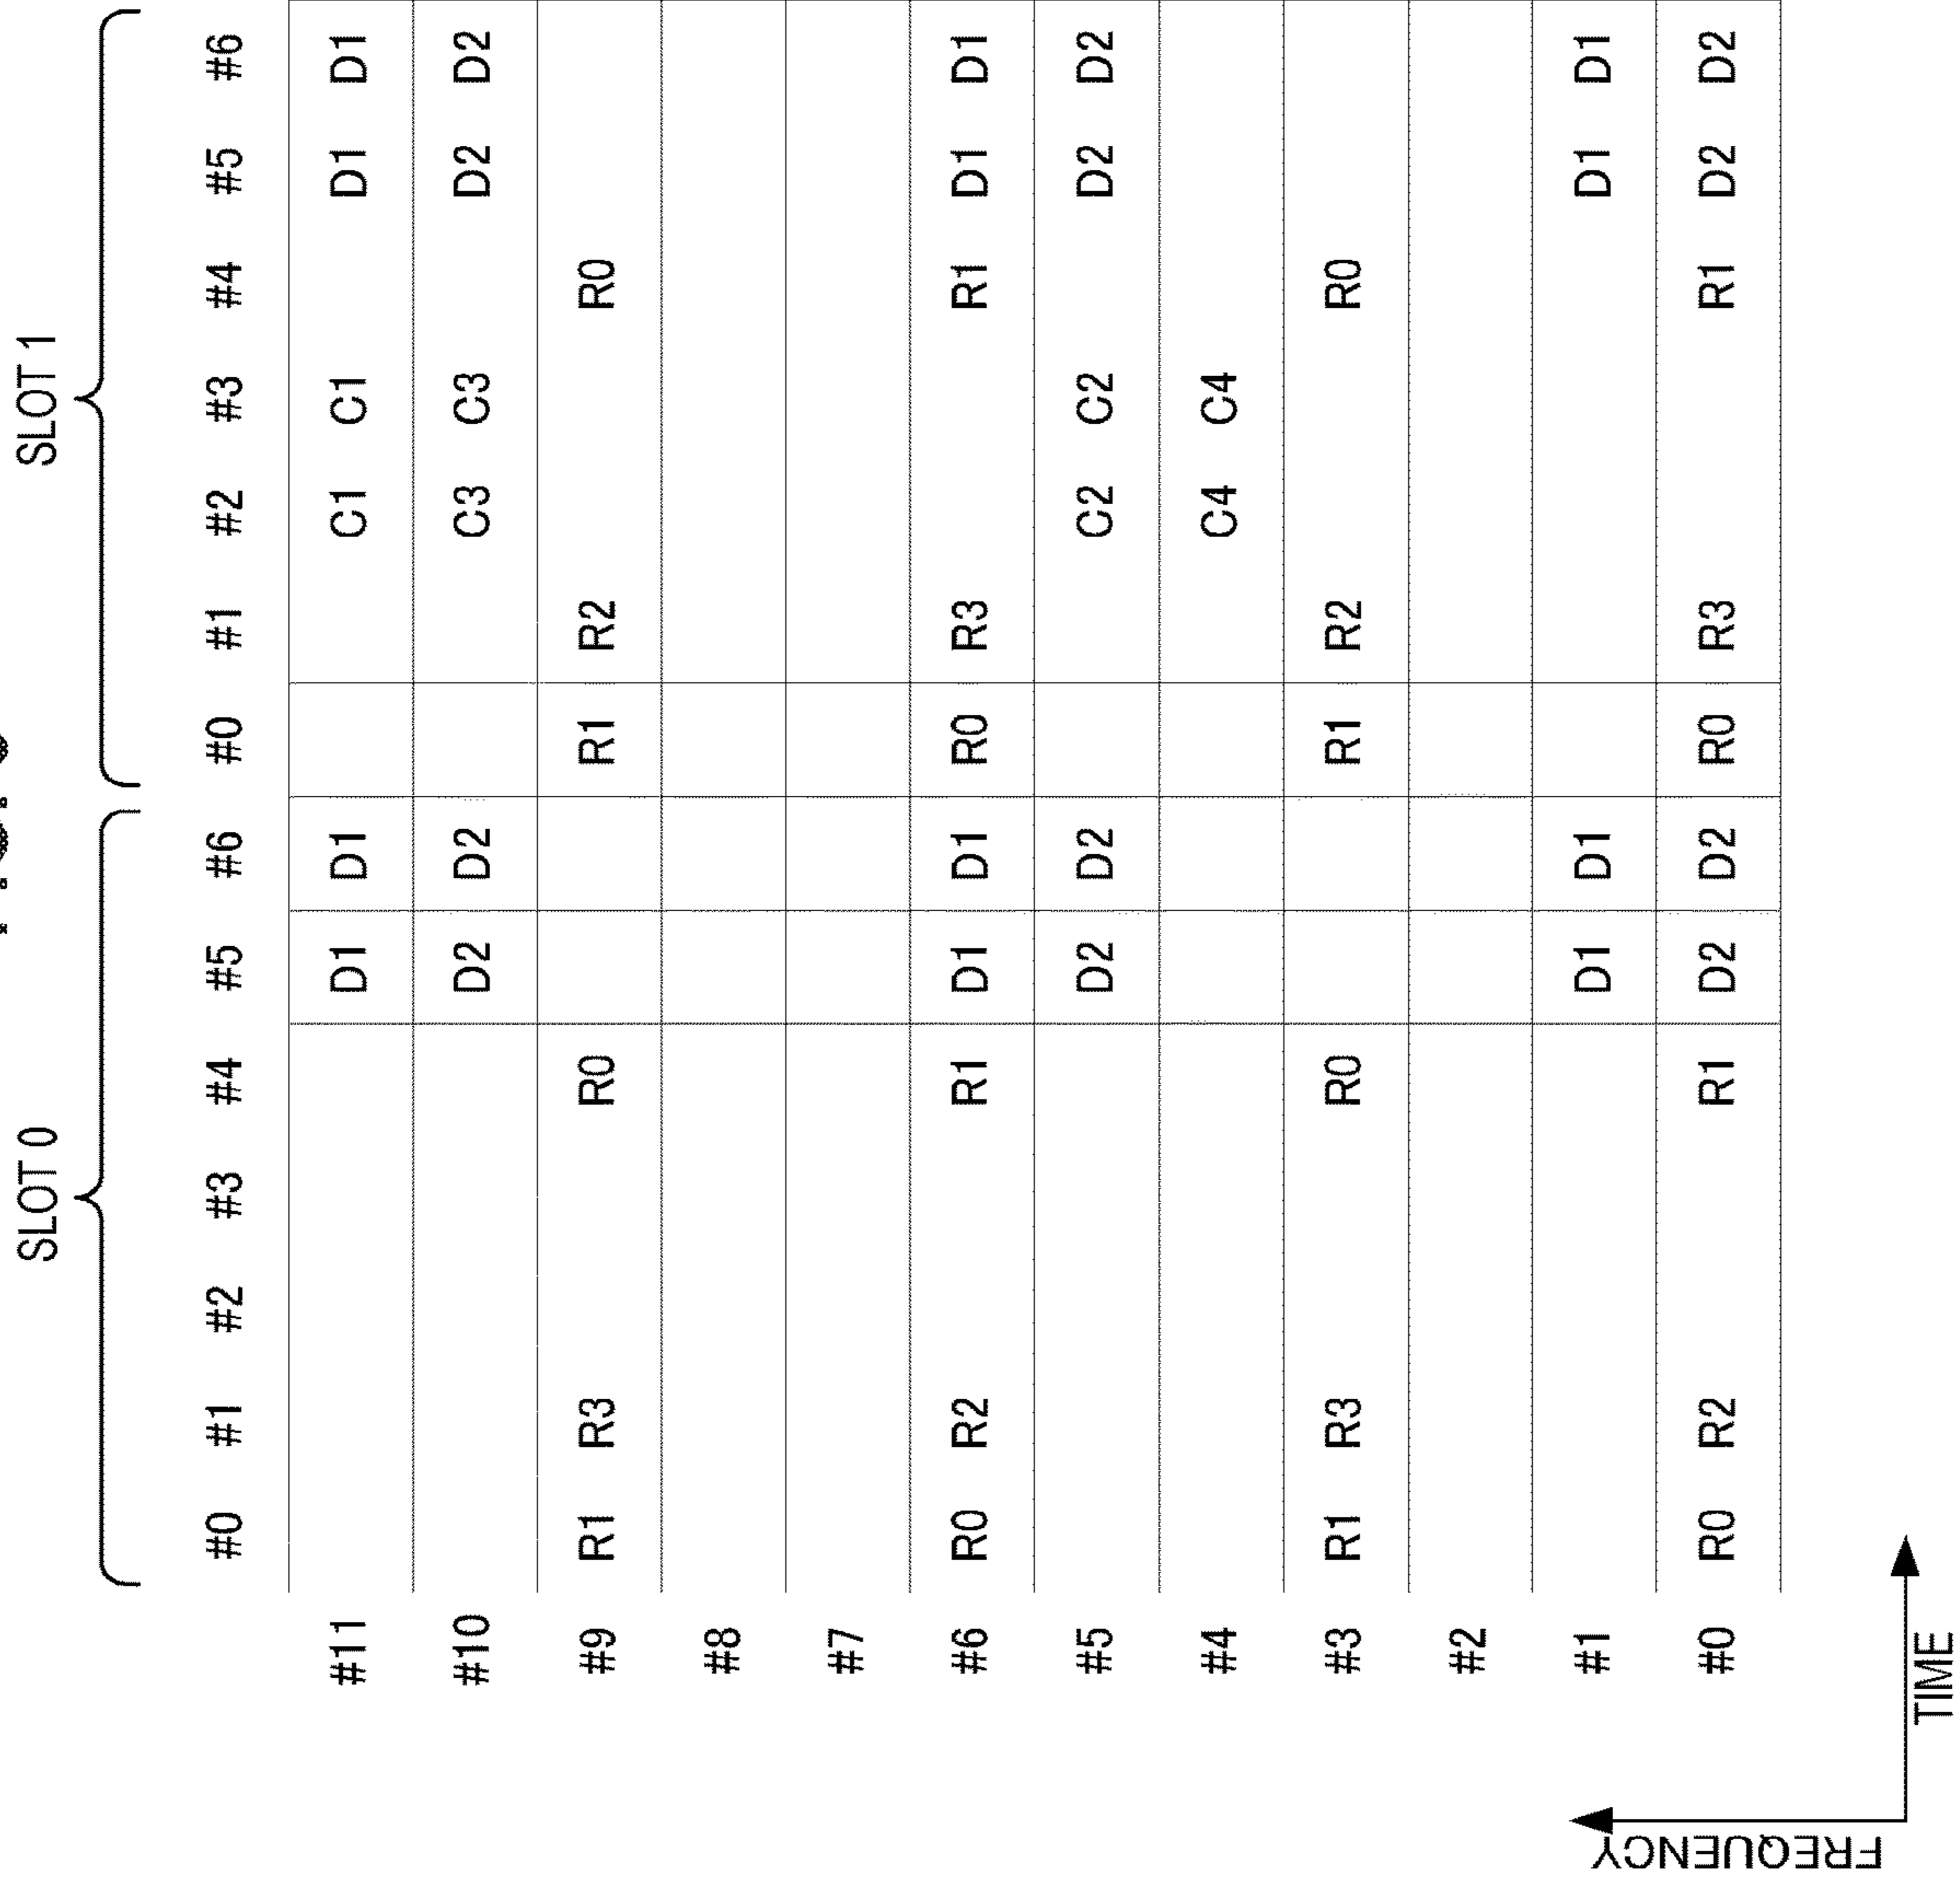 SLOT 0 SLOT 1
#0 #1 #2 #3 #4 #5 #6 #0 #1 #2 #3 #4 #5 #6
#11 D1 D1 C1 C1 D1 D1
#10 D2 D2 C3 C3 D2 D2
#9 R1 R3 R0 R1 R2 R0
#8
#7
#6 R0 R2 R1 D1 D1 R0 R3 R1 D1 D1
#5 D2 D2 C2 C2 D2 D2
#4 C4 C4
#3 R1 R3 R0 R1 R2 R0
#2
#1 D1 D1 D1 D1
#0 R0 R2 R1 D2 D2 R0 R3 R1 D2 D2
FREQUENCY
TIME